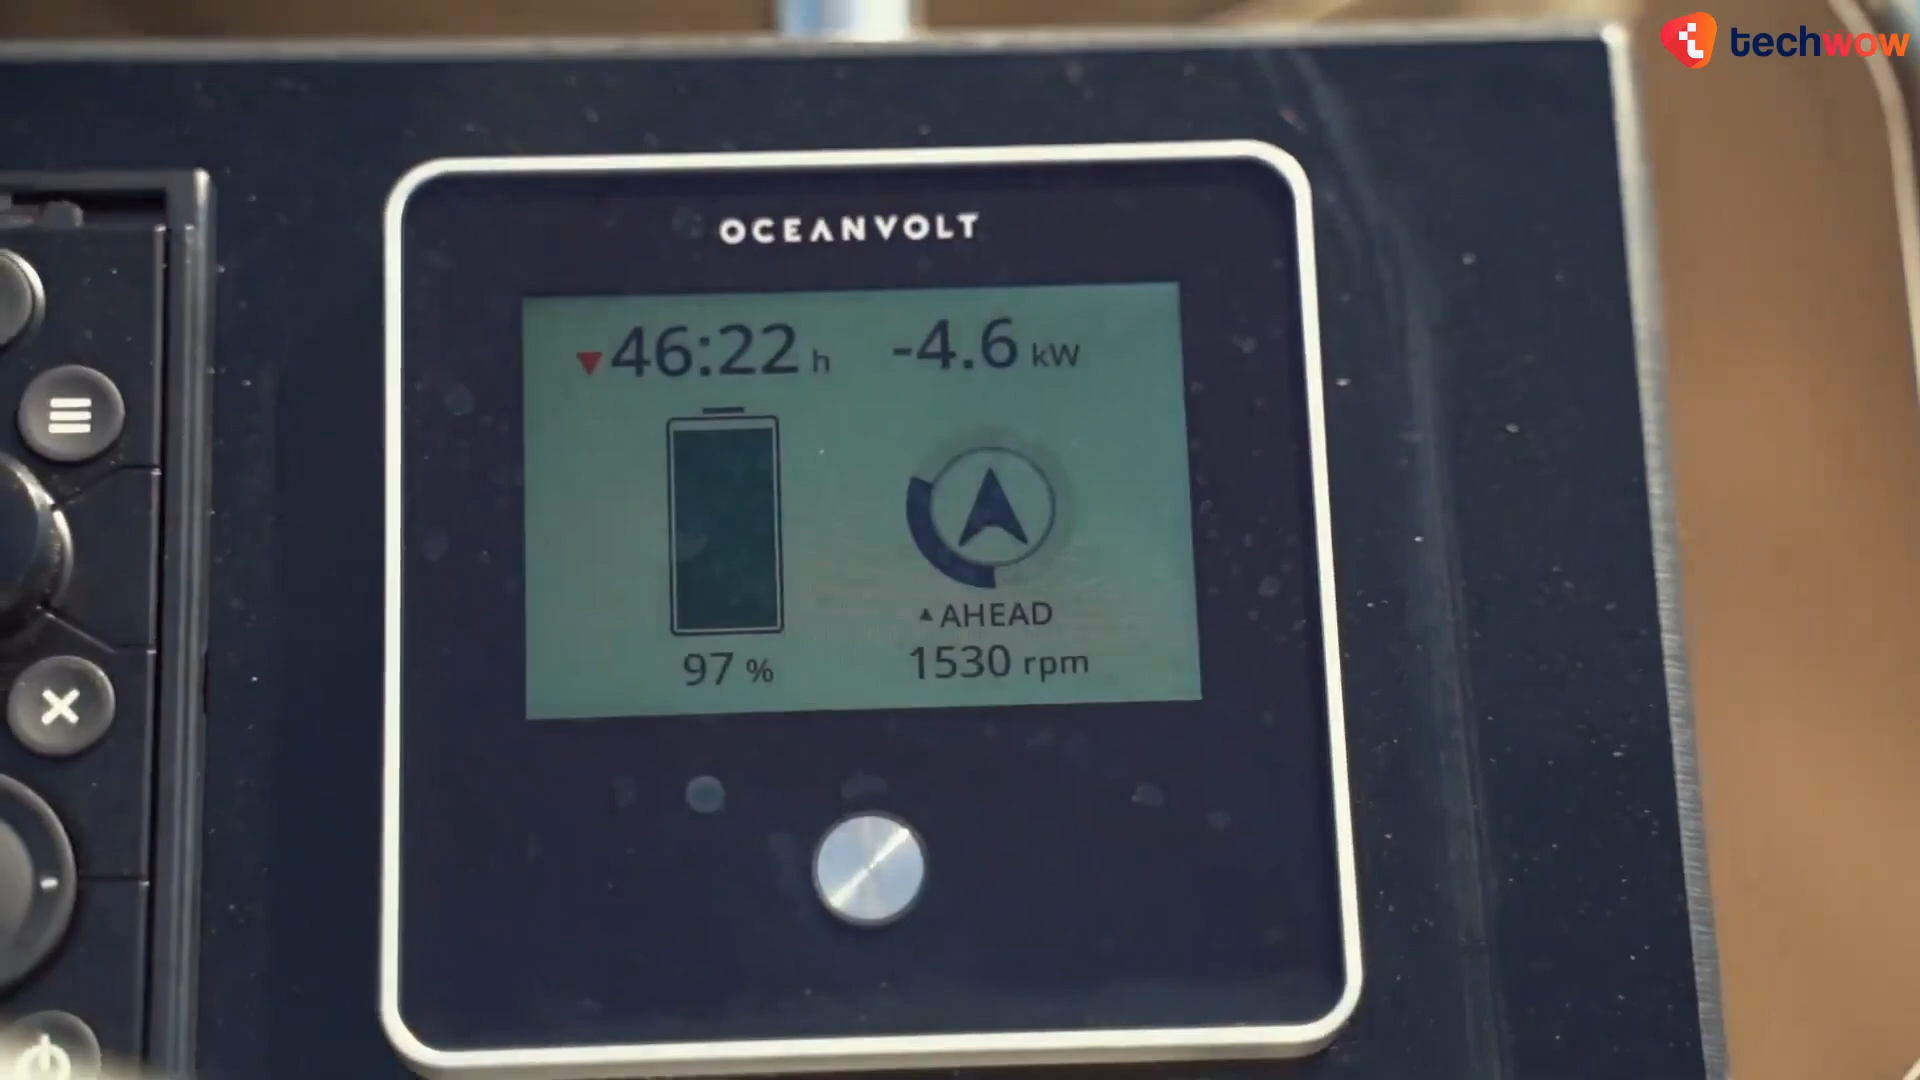 techwow
OCEANVOLT
46:22 h
-4.6 kW
AHEAD
97 %
1530 rpm